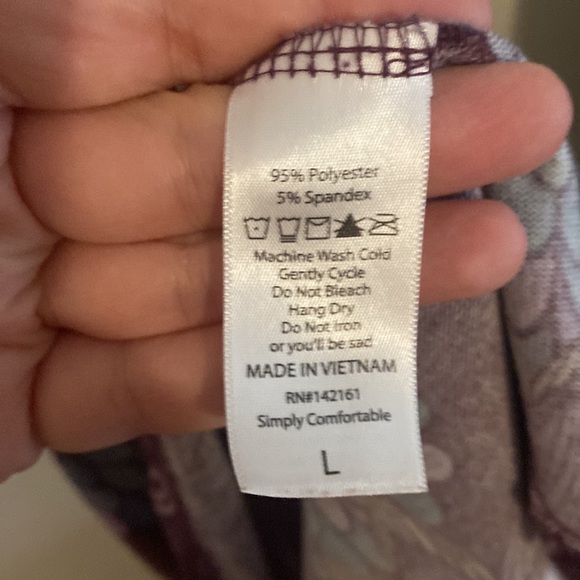 95% Polyester
5% Spandex
Machine Wash Cold
Gently Cycle
Do Not Bleach
Hang Dry
Do Not Iron
or you'll be sad
MADE IN VIETNAM
RN#142161
Simply Comfortable
L